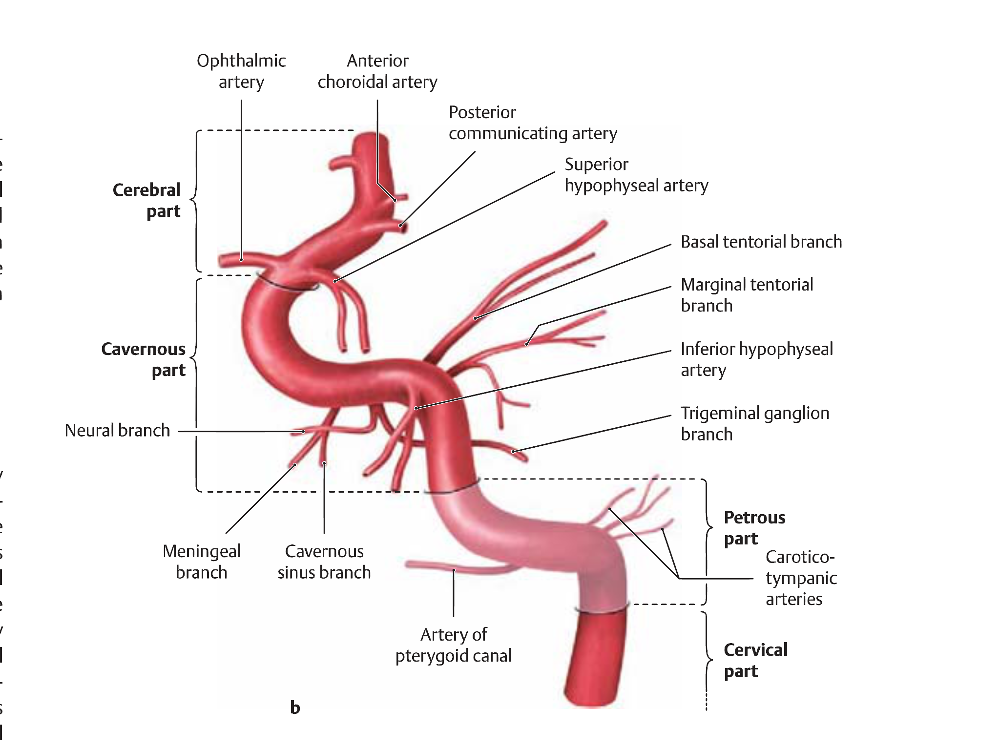 Ophthalmic
artery
Anterior
choroidal artery
Posterior
communicating artery
Superior
hypophyseal artery
Cerebral
part
Basal tentorial branch
Marginal tentorial
branch
Cavernous
part
Inferior hypophyseal
artery
Neural branch
Trigeminal ganglion
branch
Meningeal
branch
Cavernous
sinus branch
Petrous
part
Carotico-
tympanic
arteries
Artery of
pterygoid canal
Cervical
part
b